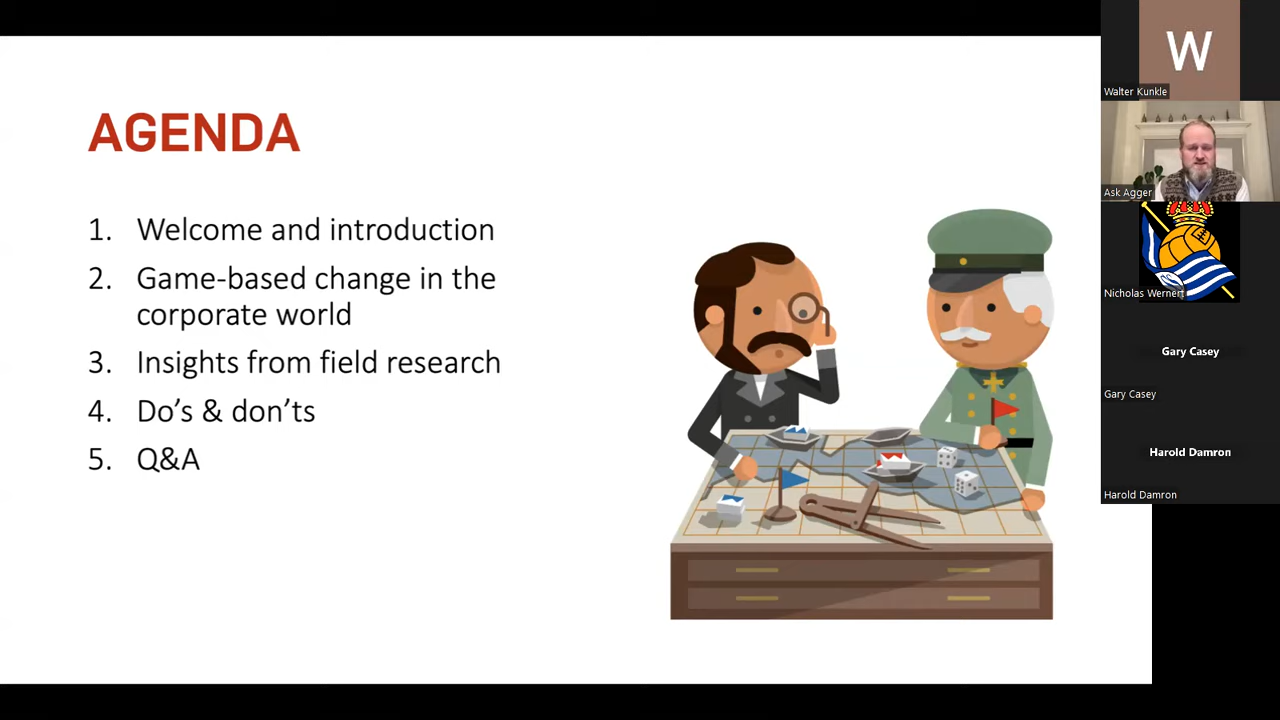 AGENDA
1. Welcome and introduction
2. Game-based change in the
corporate world
3. Insights from field research
4. Do’s & don’ts
5. Q&A
W
Walter Kunkle
Ask Agger
Nicholas Wernert
Gary Casey
Gary Casey
Harold Damron
Harold Damron